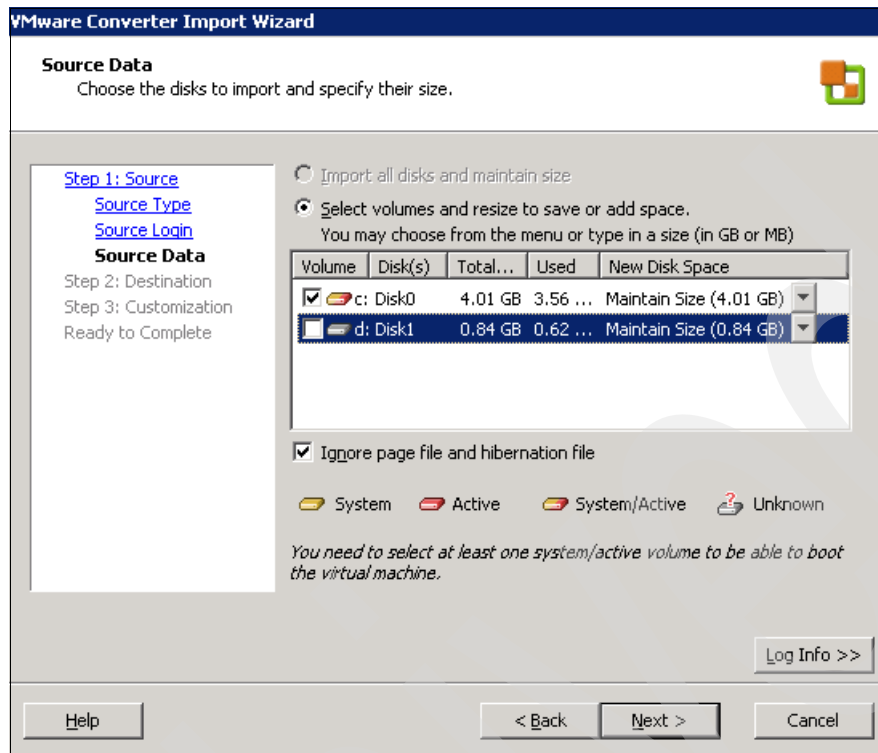 VMware Converter Import Wizard
Source Data
Choose the disks to import and specify their size.
Step 1: Source
Source Type
Source Login
Source Data
Step 2: Destination
Step 3: Customization
Ready to Complete
Import all disks and maintain size
Select volumes and resize to save or add space.
You may choose from the menu or type in a size (in GB or MB)
Volume Disk(s) Total... Used New Disk Space
c: Disk0 4.01 GB 3.56 ... Maintain Size (4.01 GB)
d: Disk1 0.84 GB 0.62 ... Maintain Size (0.84 GB)
Ignore page file and hibernation file
System Active System/Active Unknown
You need to select at least one system/active volume to be able to boot
the virtual machine.
Log Info >>
Help < Back Next > Cancel